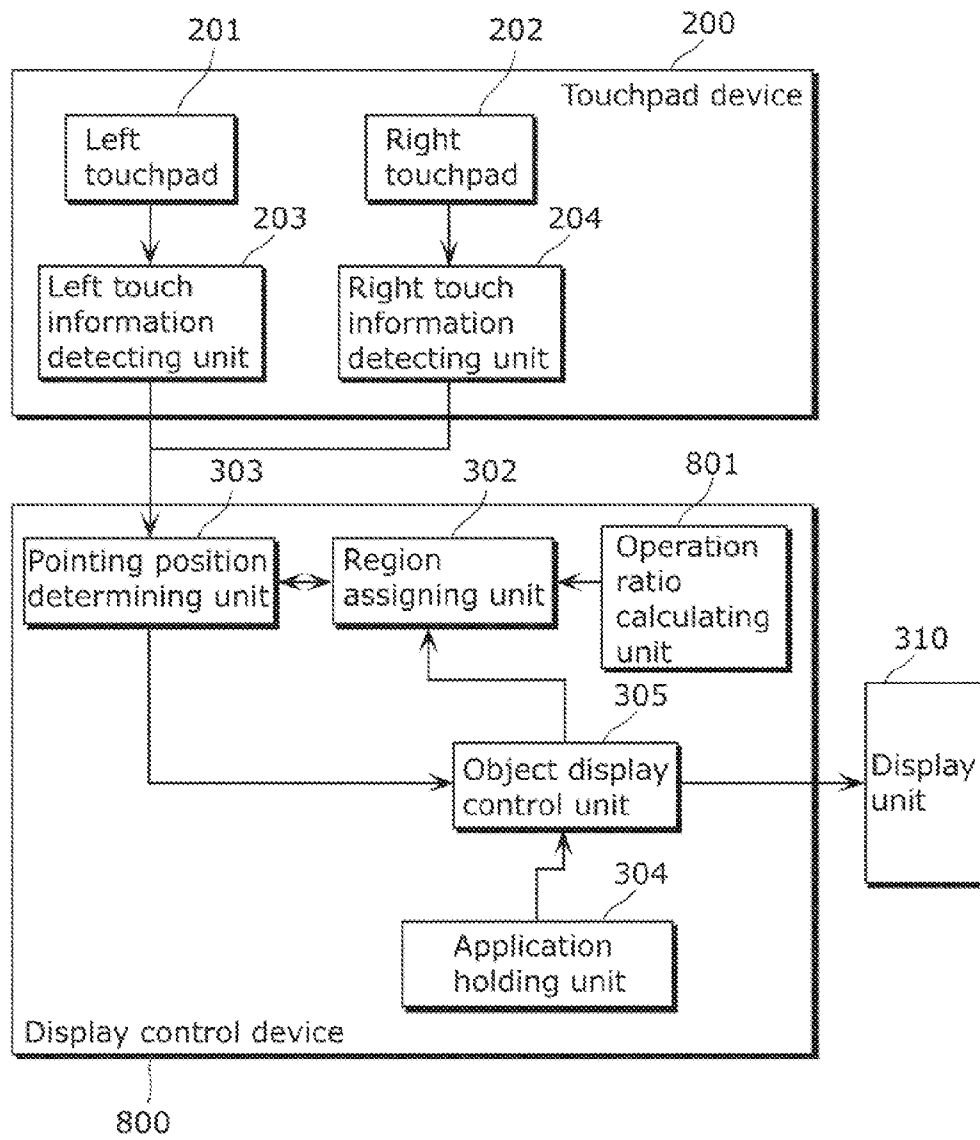 201
202
200
Touchpad device
Left
touchpad
Right
touchpad
203
204
Left touch
information
detecting unit
Right touch
information
detecting unit
303
302
801
Pointing position
determining unit
Region
assigning unit
Operation
ratio
calculating
unit
310
305
Object display
control unit
Display
unit
304
Application
holding unit
Display control device
800